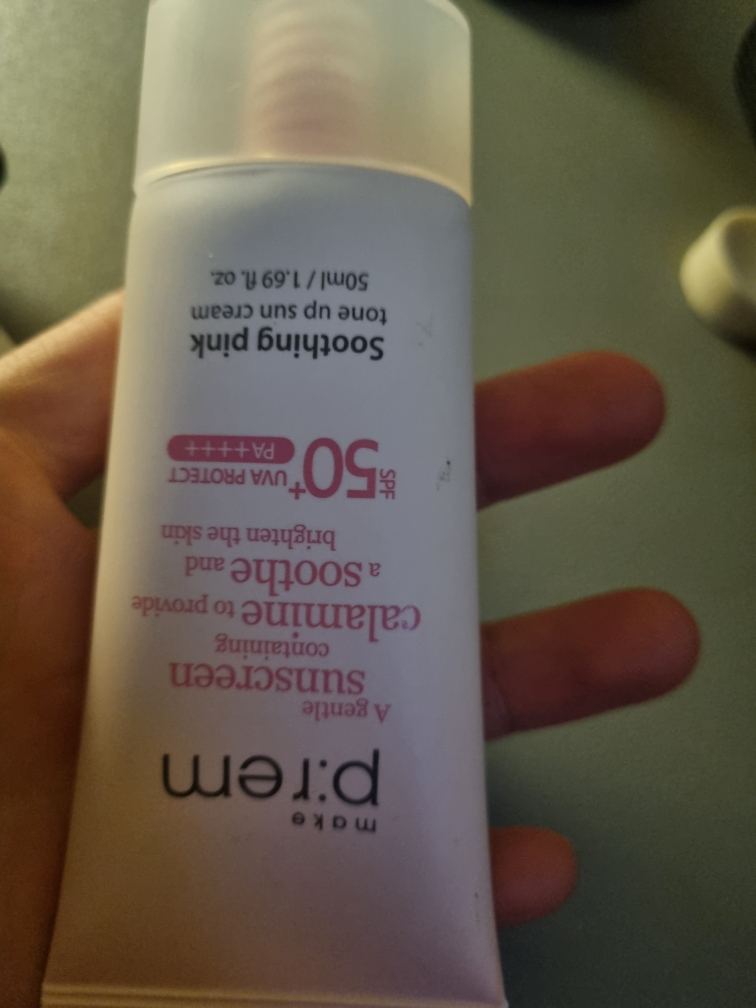 make
p:rem
A gentle
sunscreen
containing
calamine to provide
a soothe and
brighten the skin
SPF 50+ UVA PROTECT
PA++++
Soothing pink
tone up sun cream
50ml / 1.69 fl. oz.